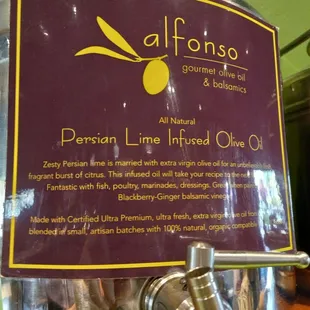 alfonso
gourmet olive oil
& balsamics
All Natural
Persian Lime Infused Olive Oil
Zesty Persian lime is married with extra virgin olive oil for an
fragrant burst of citrus. This infused oil will take your recipe to the
Fantastic with fish, poultry, marinades, dressings. Great when
Blackberry-Ginger balsamic
Made with Certified Ultra Premium, ultra fresh, extra virgin olive oil
blended in small, artisan batches with 100% natural, organic